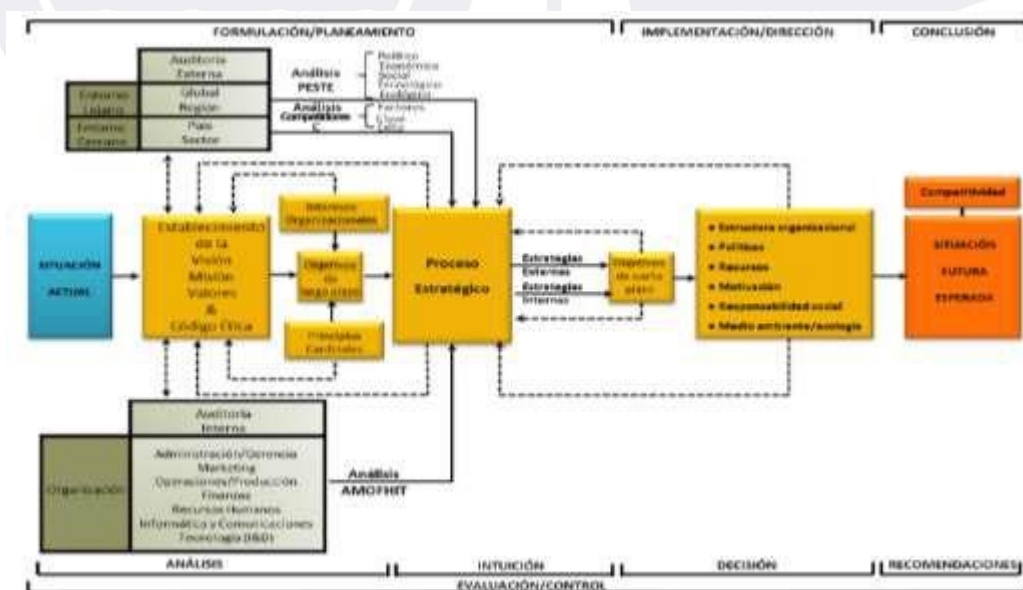 FORMULACIÓN/PLANEAMIENTO
IMPLEMENTACIÓN/DIRECCIÓN
CONCLUSIÓN
Auditoría
Externa
Entorno
Lejano
Global
Región
Entorno
Cercano
País
Sector
Análisis
PESTE
Político
Económico
Social
Tecnológico
Ecológico
Análisis
Competidores
C
Factores
Clave
Éxito
SITUACIÓN
ACTUAL
Establecimiento
de la
Visión
Misión
Valores
&
Código Ética
Intereses
Organizacionales
Objetivos
de
largo plazo
Principios
Cardinales
Proceso
Estratégico
Estrategias
Externas
Estrategias
Internas
Objetivos
de corto
plazo
• Estructura organizacional
• Políticas
• Recursos
• Motivación
• Responsabilidad social
• Medio ambiente/ecología
Competitividad
SITUACIÓN
FUTURA
ESPERADA
Auditoría
Interna
Organización
Administración/Gerencia
Marketing
Operaciones/Producción
Finanzas
Recursos Humanos
Informática y Comunicaciones
Tecnología (I&D)
Análisis
AMOFHIT
ANÁLISIS
INTUICIÓN
DECISIÓN
RECOMENDACIONES
EVALUACIÓN/CONTROL